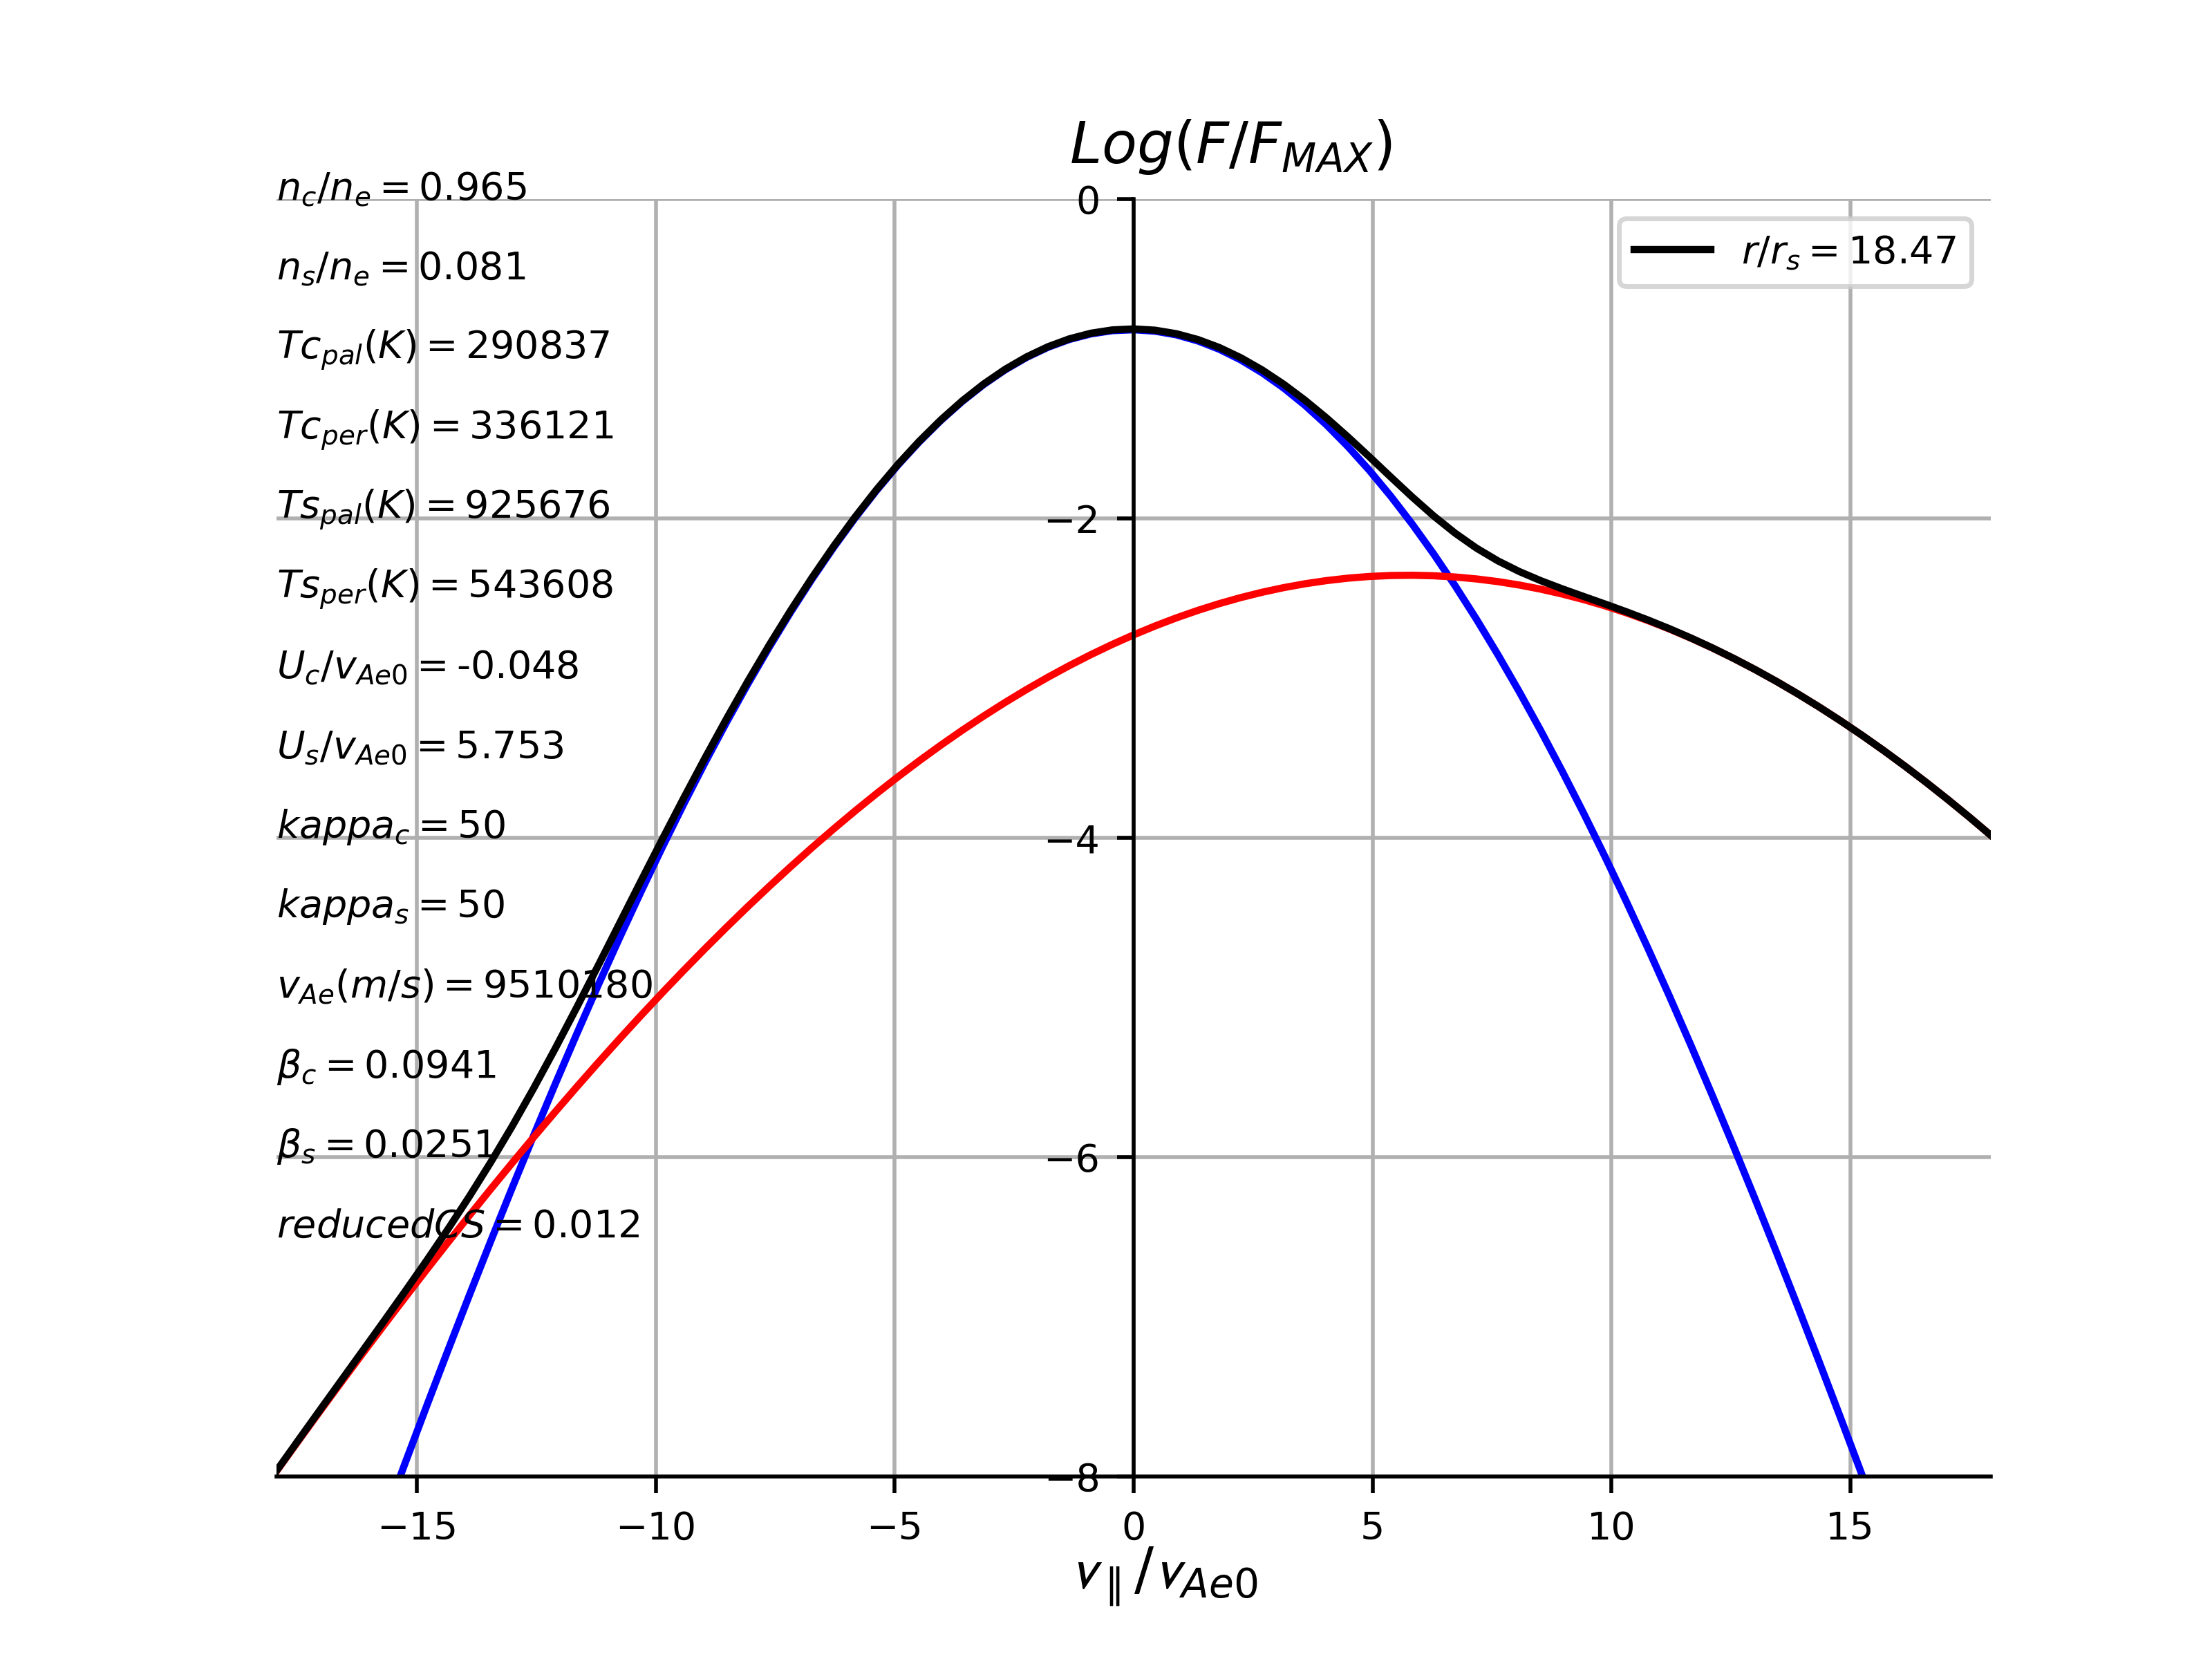 Log(F/F_MAX)
n_c/n_e = 0.965
n_s/n_e = 0.081
Tc_pal(K) = 290837
Tc_per(K) = 336121
Ts_pal(K) = 925676
Ts_per(K) = 543608
U_c/v_Ae0 = -0.048
U_s/v_Ae0 = 5.753
kappa_c = 50
kappa_s = 50
v_Ae(m/s) = 9510180
β_c = 0.0941
β_s = 0.0251
reducedCS = 0.012
r/r_s = 18.47
0
−2
−4
−6
−8
−15 −10 −5 0 5 10 15
v_∥/v_Ae0